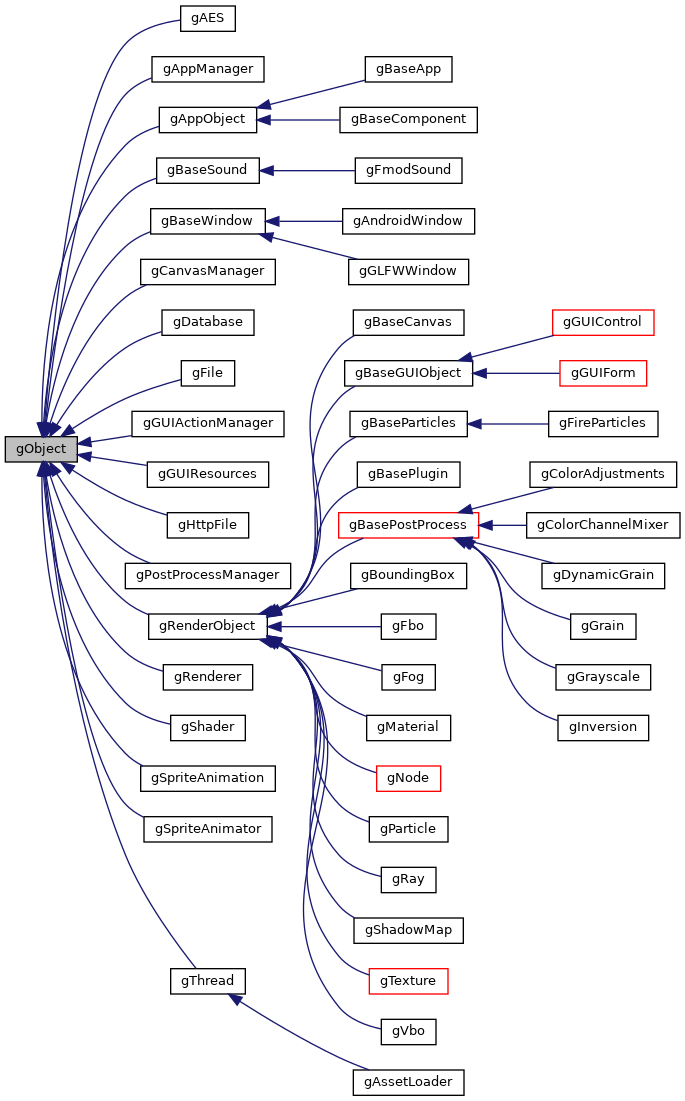 gAES
gAppManager
gBaseApp
gAppObject
gBaseComponent
gBaseSound
gFmodSound
gBaseWindow
gAndroidWindow
gGLFWWindow
gCanvasManager
gDatabase
gBaseCanvas
gGUIControl
gFile
gBaseGUIObject
gGUIForm
gGUIActionManager
gBaseParticles
gFireParticles
gObject
gGUIResources
gBasePlugin
gColorAdjustments
gHttpFile
gBasePostProcess
gColorChannelMixer
gPostProcessManager
gBoundingBox
gDynamicGrain
gRenderObject
gFbo
gGrain
gRenderer
gFog
gGrayscale
gShader
gMaterial
gInversion
gSpriteAnimation
gNode
gSpriteAnimator
gParticle
gRay
gShadowMap
gThread
gTexture
gVbo
gAssetLoader